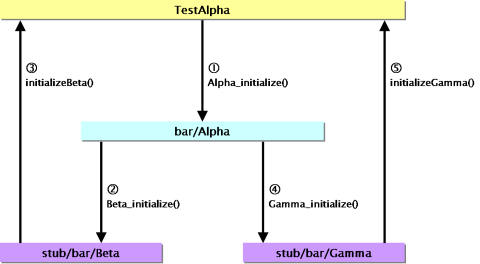 TestAlpha
③
initializeBeta()
①
Alpha_initialize()
⑤
initializeGamma()
bar/Alpha
②
Beta_initialize()
④
Gamma_initialize()
stub/bar/Beta
stub/bar/Gamma